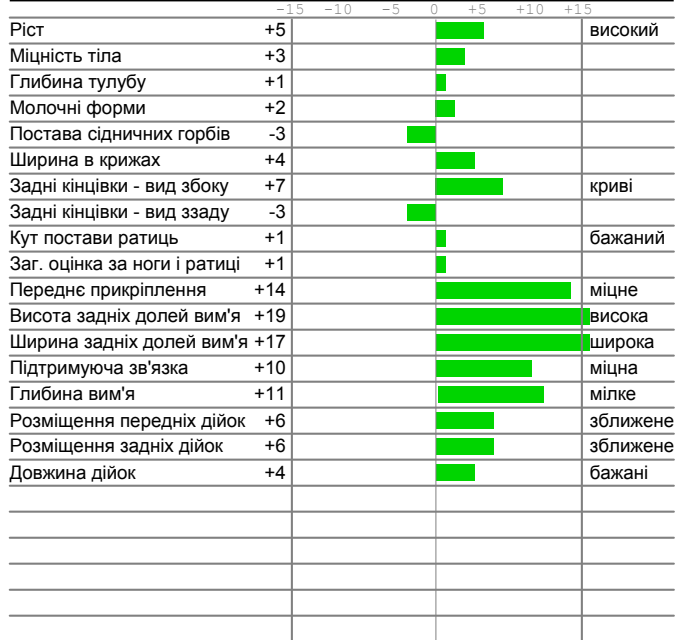 -15 -10 -5 0 +5 +10 +15
Ріст +5 високий
Міцність тіла +3
Глибина тулубу +1
Молочні форми +2
Постава сідничних горбів -3
Ширина в крижах +4
Задні кінцівки - вид збоку +7 криві
Задні кінцівки - вид ззаду -3
Кут постави ратиць +1 бажаний
Заг. оцінка за ноги і ратиці +1
Переднє прикріплення +14 міцне
Висота задніх долей вим'я +19 висока
Ширина задніх долей вим'я +17 широка
Підтримуюча зв'язка +10 міцна
Глибина вим'я +11 мілке
Розміщення передніх дійок +6 зближене
Розміщення задніх дійок +6 зближене
Довжина дійок +4 бажані